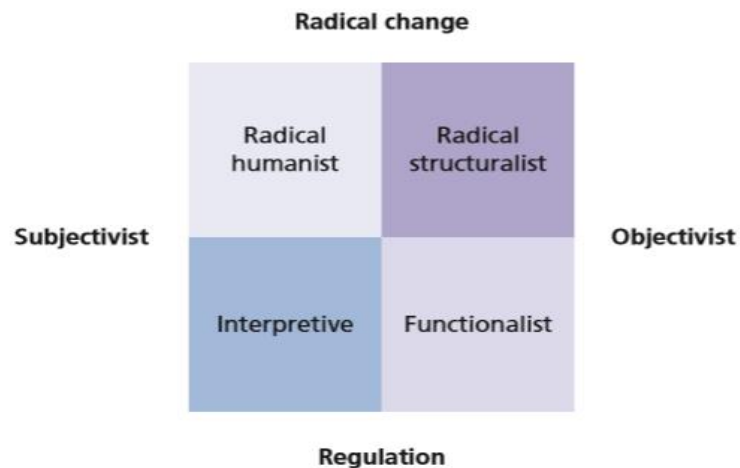 Radical change
Radical
humanist
Radical
structuralist
Subjectivist
Objectivist
Interpretive
Functionalist
Regulation